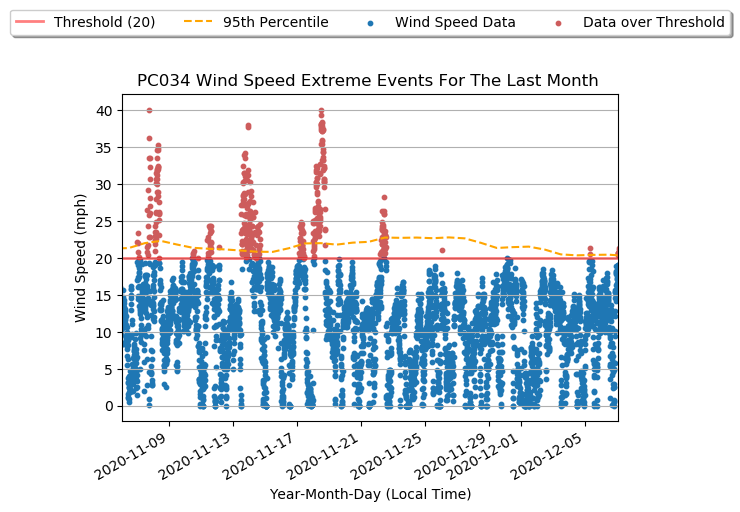 Threshold (20) 95th Percentile Wind Speed Data Data over Threshold
PC034 Wind Speed Extreme Events For The Last Month
Wind Speed (mph)
40
35
30
25
20
15
10
5
0
2020-11-09 2020-11-13 2020-11-17 2020-11-21 2020-11-25 2020-11-29 2020-12-01 2020-12-05
Year-Month-Day (Local Time)